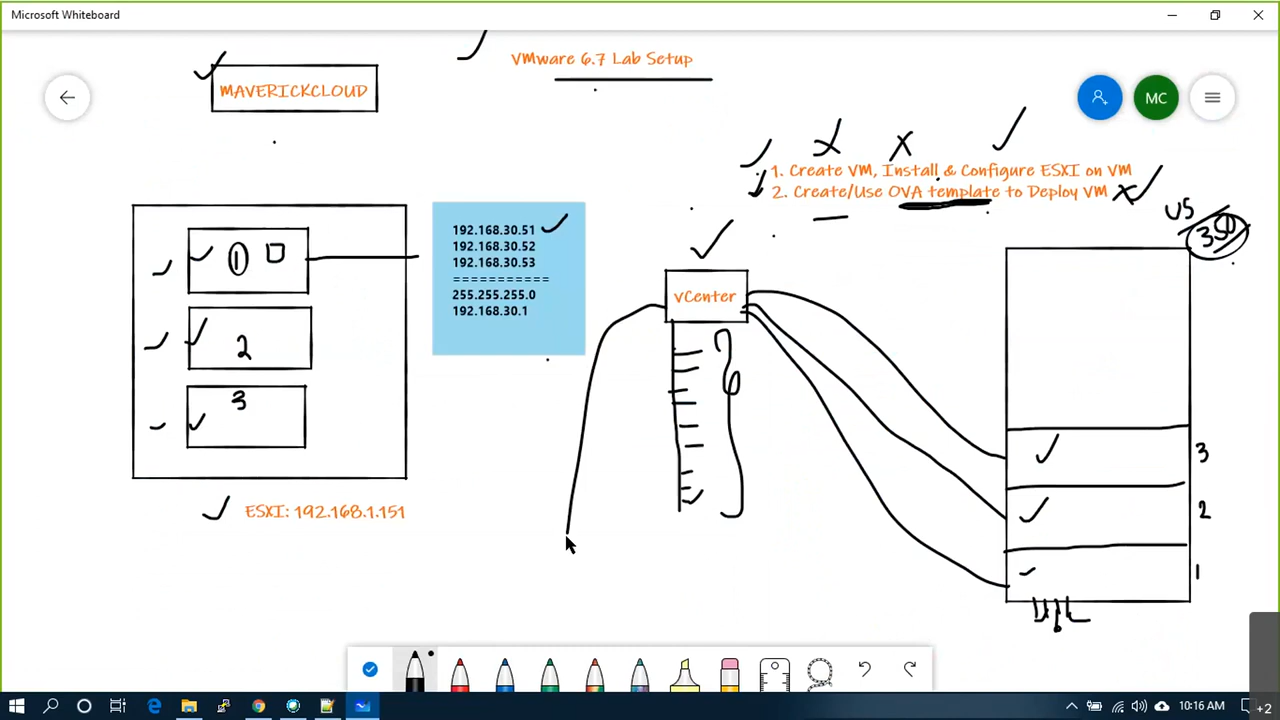 Microsoft Whiteboard
VMware 6.7 Lab Setup
MAVERICKCLOUD
MC
1. Create VM, Install & Configure ESXI on VM
2. Create/Use OVA template to Deploy VM
US
350
1
2
3
192.168.30.51
192.168.30.52
192.168.30.53
===========
255.255.255.0
192.168.30.1
vCenter
3
2
1
ESXI: 192.168.1.151
10:16 AM
+2